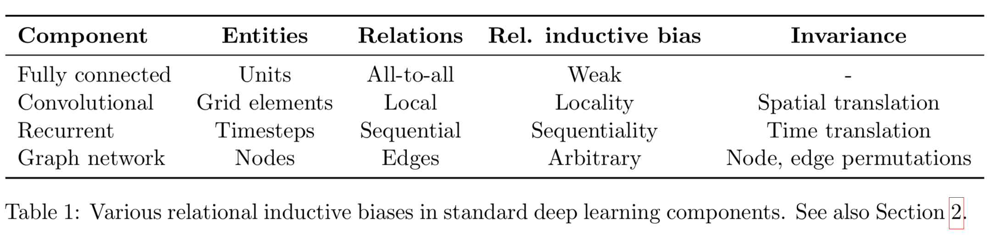 Component Entities Relations Rel. inductive bias Invariance
Fully connected Units All-to-all Weak -
Convolutional Grid elements Local Locality Spatial translation
Recurrent Timesteps Sequential Sequentiality Time translation
Graph network Nodes Edges Arbitrary Node, edge permutations
Table 1: Various relational inductive biases in standard deep learning components. See also Section 2.